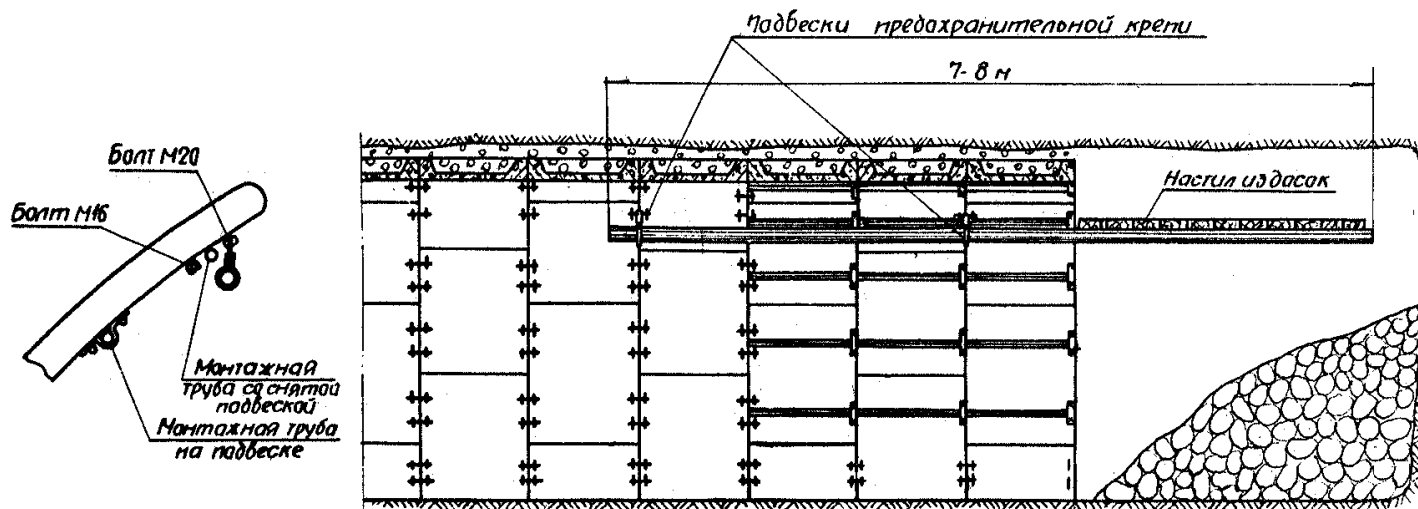 Подвески предохранительной крепи
7-8 м
Болт М20
Болт М16
Настил из досок
Монтажная
труба со снятой
подвеской
Монтажная труба
на подвеске